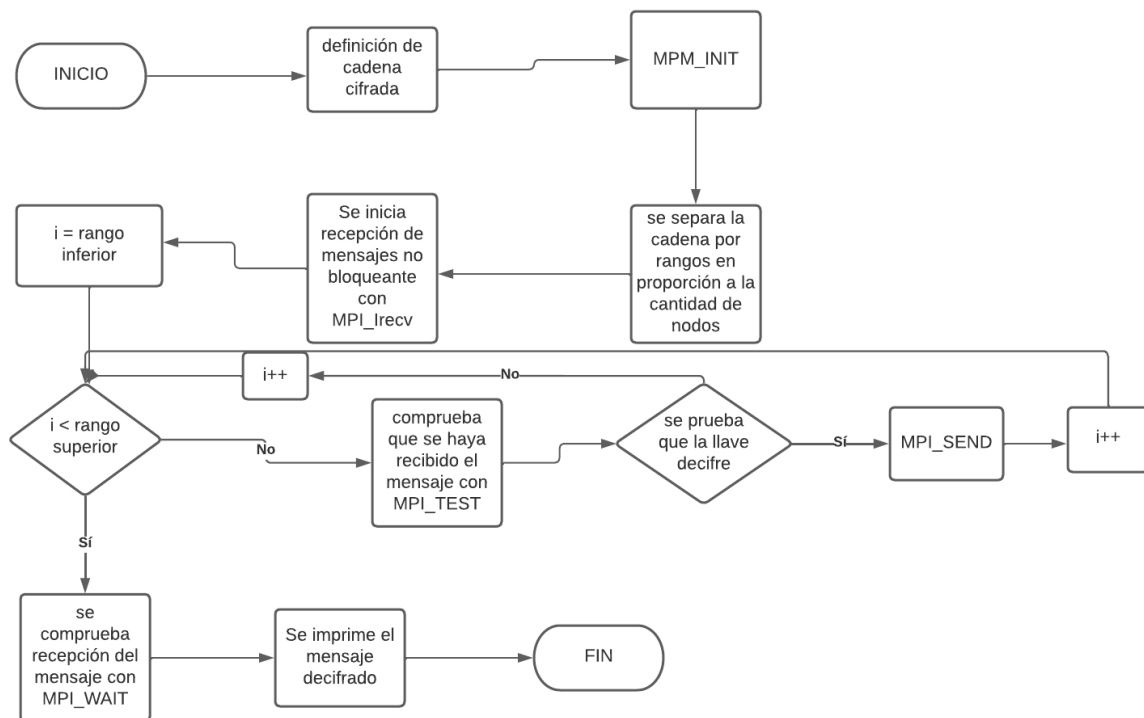 INICIO
definición de
cadena
cifrada
MPM_INIT
se separa la
cadena por
rangos en
proporción a la
cantidad de
nodos
Se inicia
recepción de
mensajes no
bloqueante
con
MPI_Irecv
i = rango
inferior
i < rango
superior
No
comprueba
que se haya
recibido el
mensaje con
MPI_TEST
se prueba
que la llave
decifre
No
i++
Sí
MPI_SEND
i++
Sí
se
comprueba
recepción del
mensaje con
MPI_WAIT
Se imprime el
mensaje
decifrado
FIN